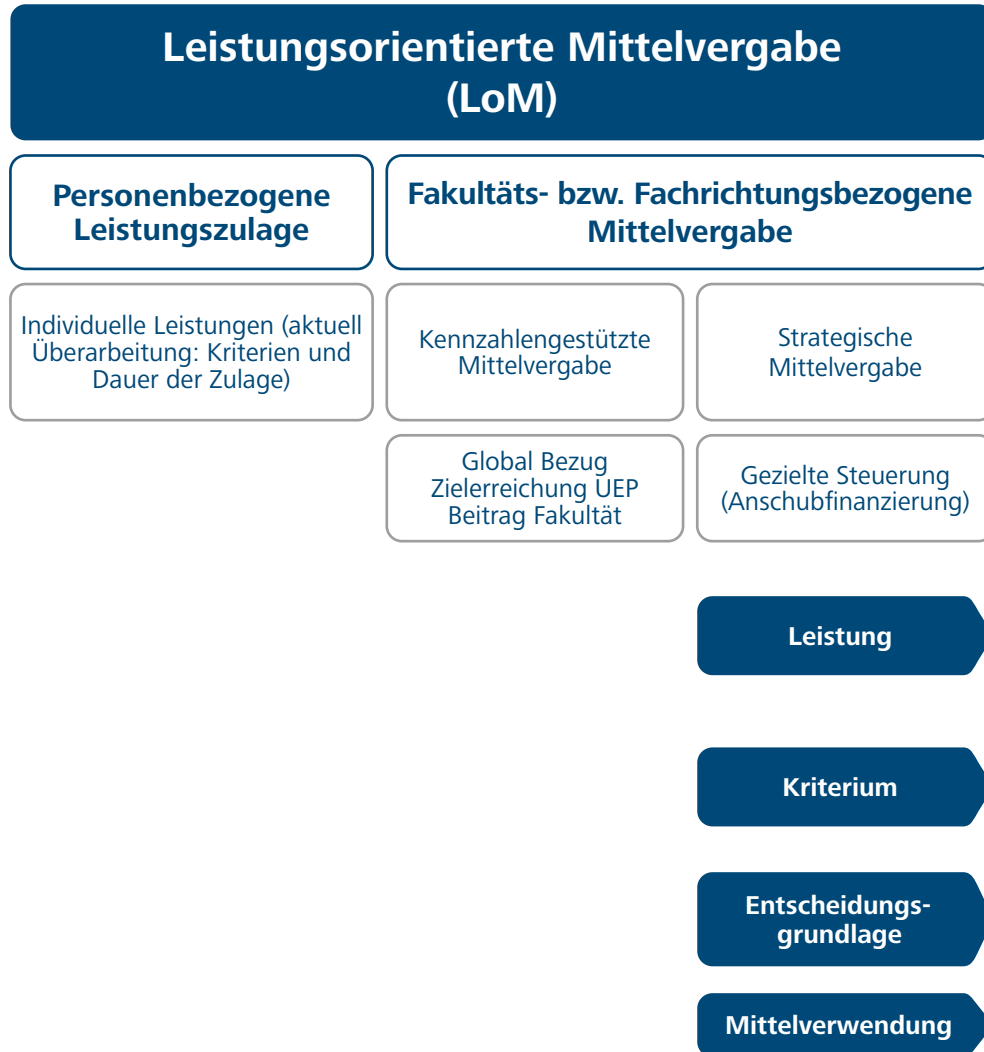 Leistungsorientierte Mittelvergabe
(LoM)
Personenbezogene
Leistungszulage
Fakultäts- bzw. Fachrichtungsbezogene
Mittelvergabe
Individuelle Leistungen (aktuell
Überarbeitung: Kriterien und
Dauer der Zulage)
Kennzahlengestützte
Mittelvergabe
Strategische
Mittelvergabe
Global Bezug
Zielerreichung UEP
Beitrag Fakultät
Gezielte Steuerung
(Anschubfinanzierung)
Leistung
Kriterium
Entscheidungs-
grundlage
Mittelverwendung